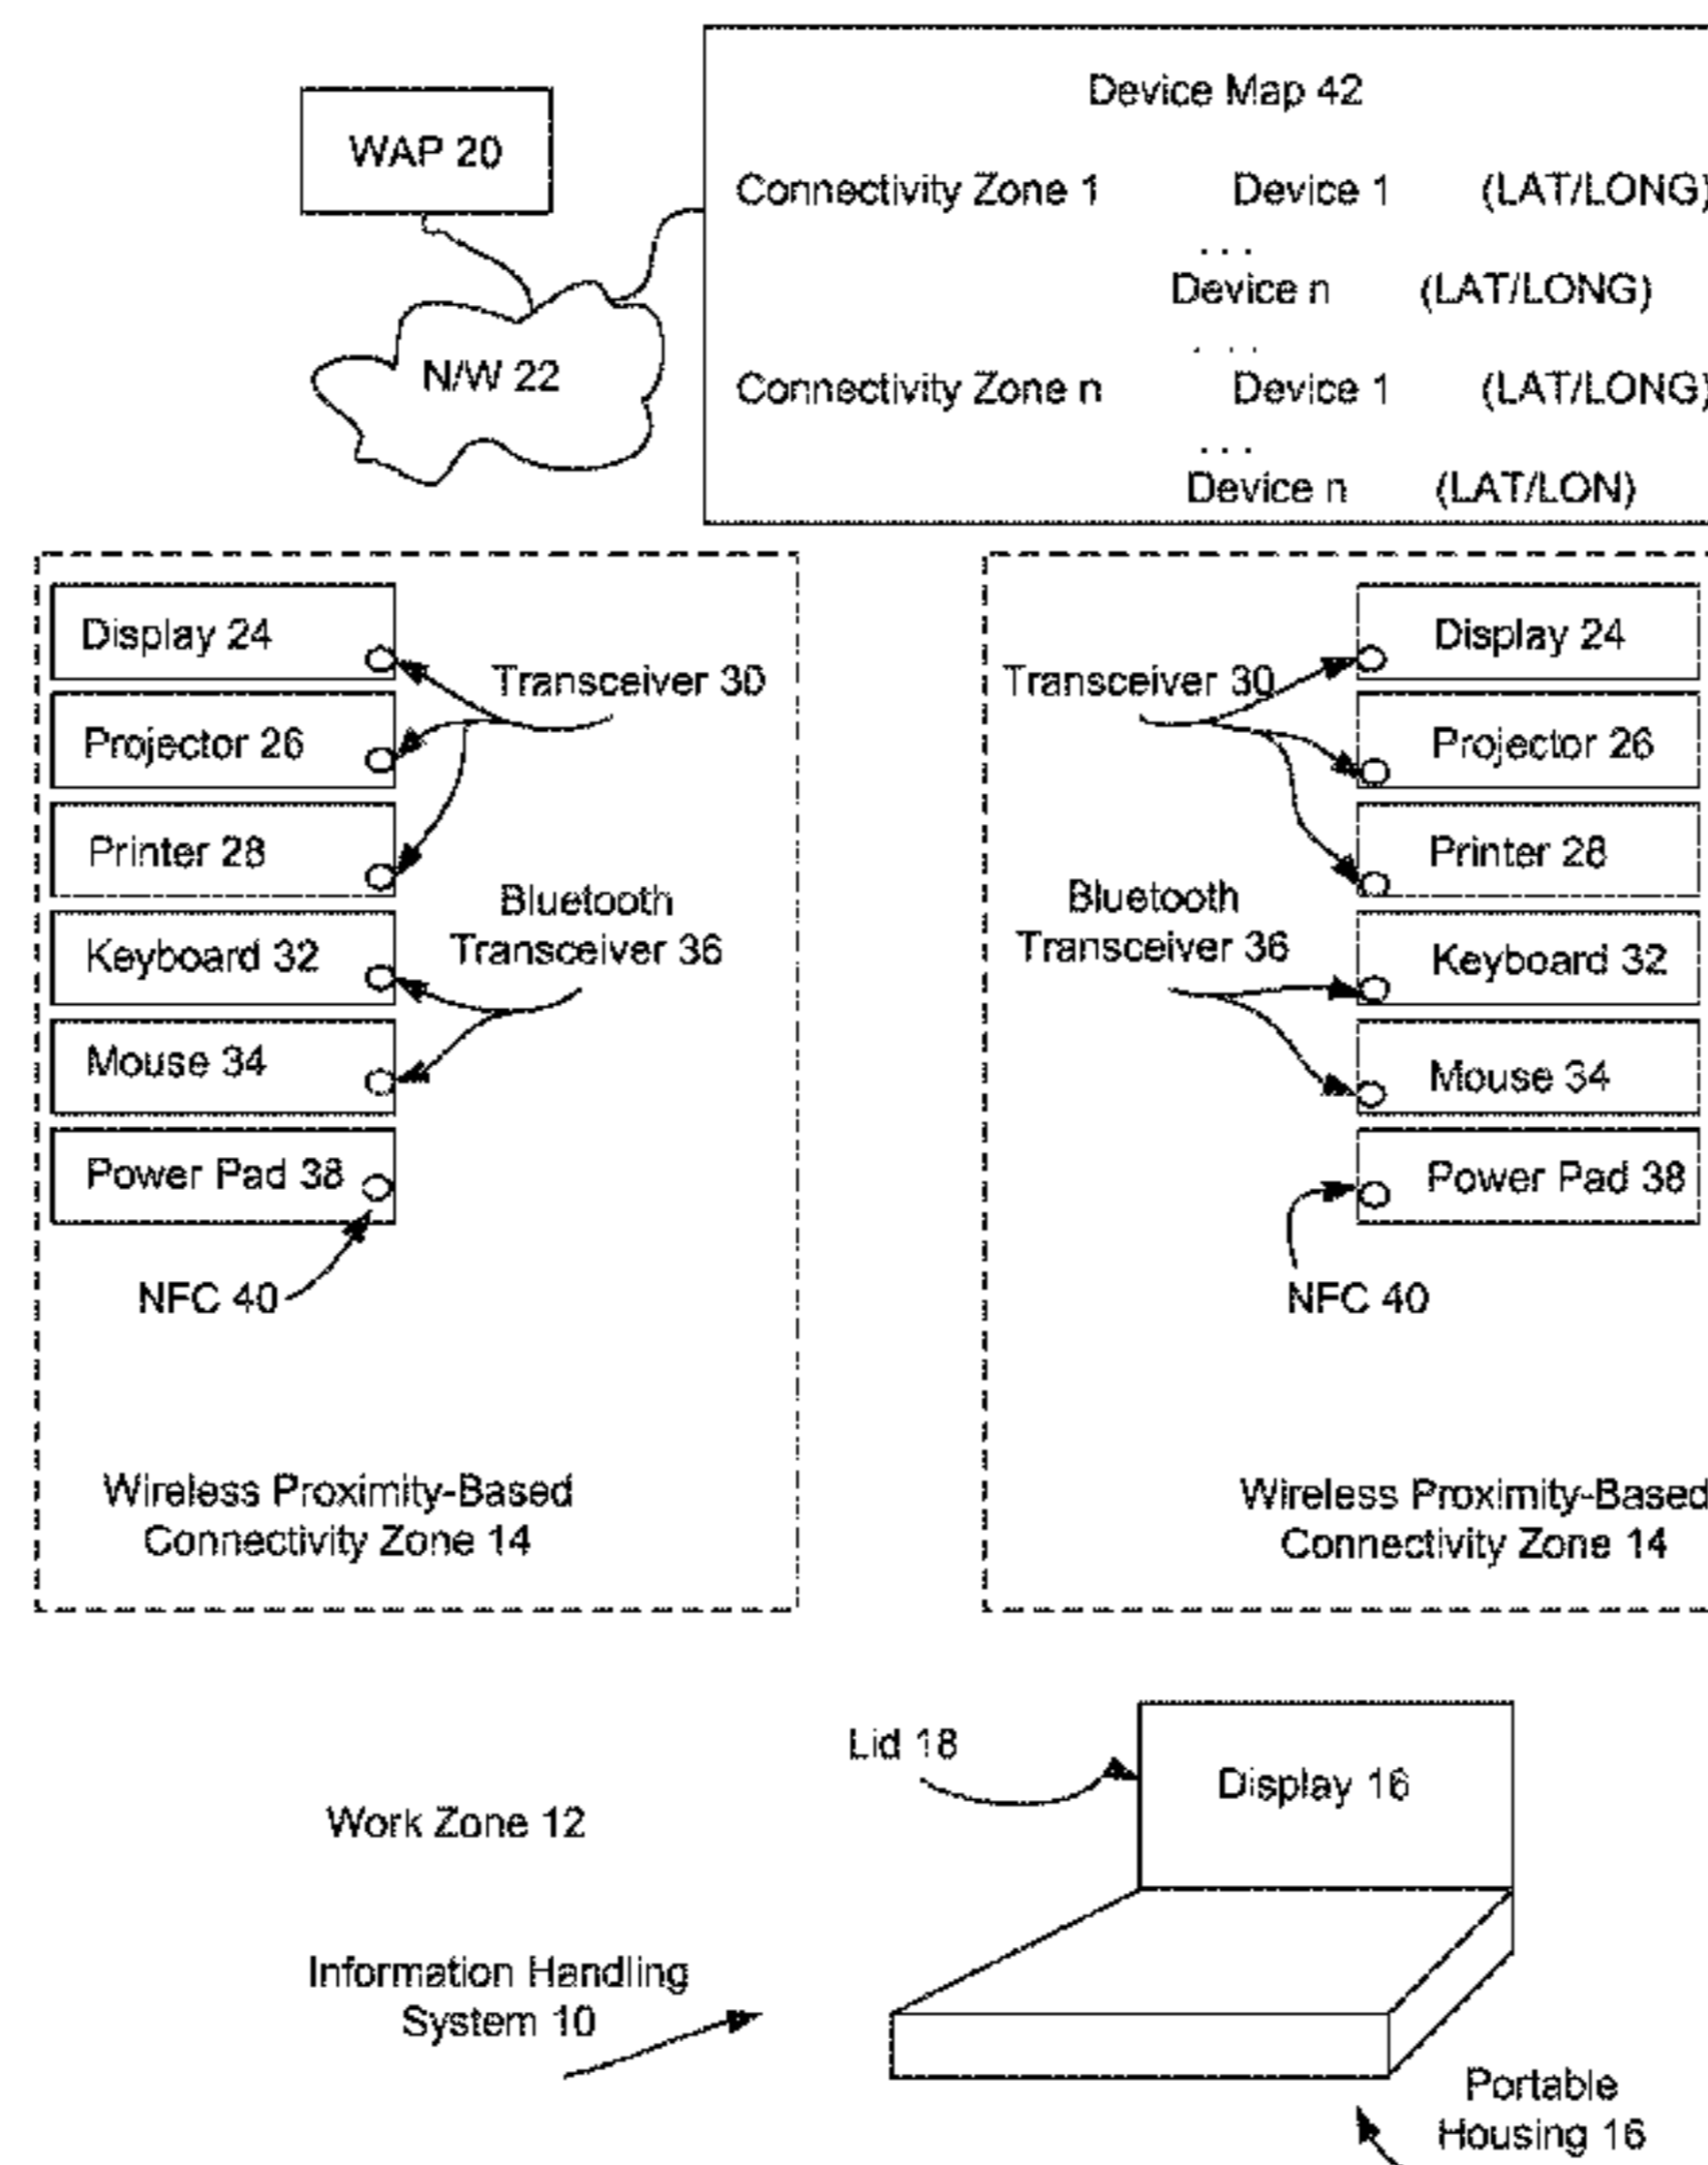 Device Map 42
WAP 20
Connectivity Zone 1 Device 1 (LAT/LONG)
. . .
Device n (LAT/LONG)
. . .
N/W 22
Connectivity Zone n Device 1 (LAT/LONG)
. . .
Device n (LAT/LON)
Display 24
Transceiver 30
Projector 26
Printer 28
Bluetooth
Transceiver 36
Keyboard 32
Mouse 34
Power Pad 38
NFC 40
Wireless Proximity-Based
Connectivity Zone 14
Display 24
Transceiver 30
Projector 26
Printer 28
Bluetooth
Transceiver 36
Keyboard 32
Mouse 34
Power Pad 38
NFC 40
Wireless Proximity-Based
Connectivity Zone 14
Lid 18
Display 16
Work Zone 12
Information Handling
System 10
Portable
Housing 16